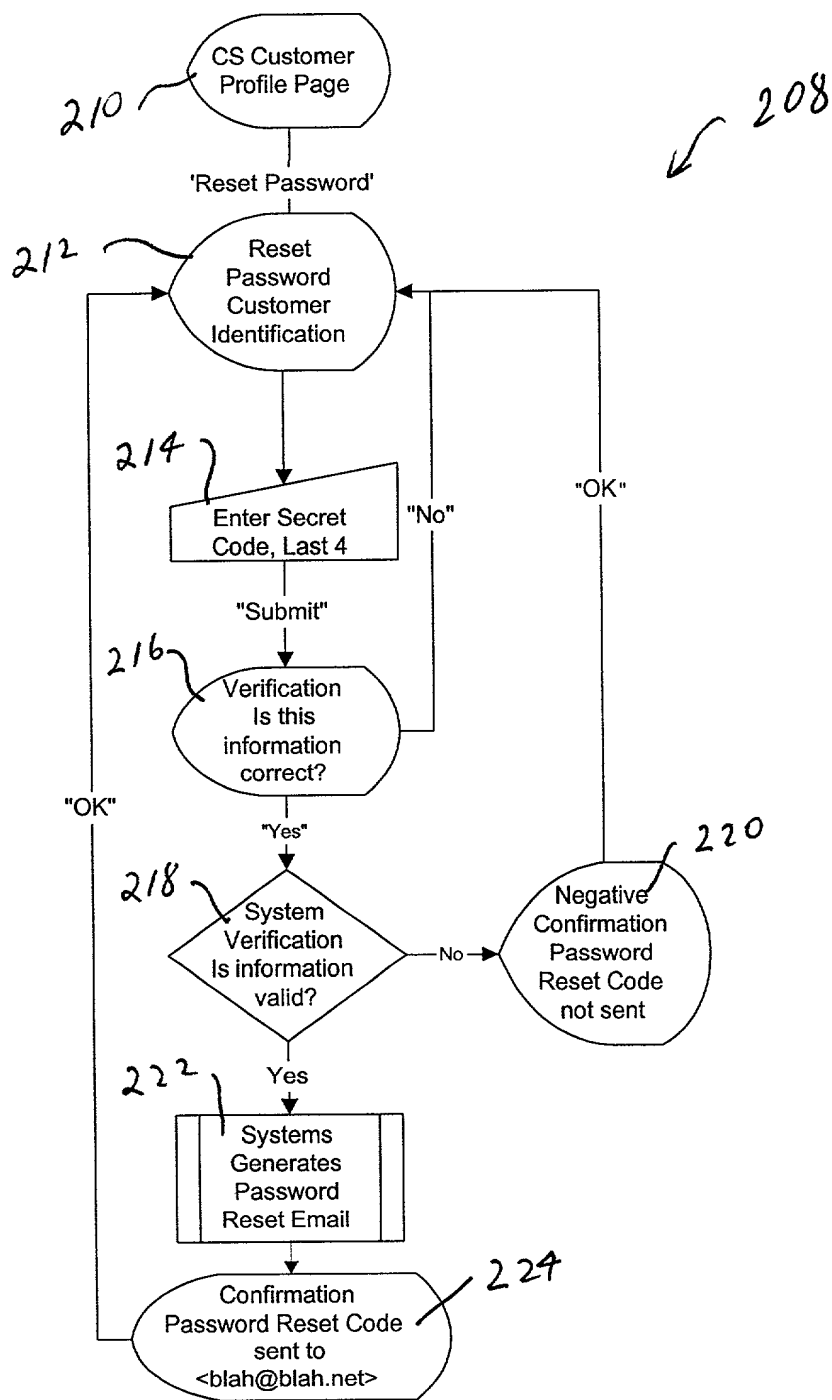 CS Customer
Profile Page
210
208
'Reset Password'
212
Reset
Password
Customer
Identification
214
Enter Secret
Code, Last 4
"No"
"OK"
"Submit"
216
Verification
Is this
information
correct?
"OK"
"Yes"
218
System
Verification
Is information
valid?
No
220
Negative
Confirmation
Password
Reset Code
not sent
Yes
222
Systems
Generates
Password
Reset Email
224
Confirmation
Password Reset Code
sent to
<blah@blah.net>